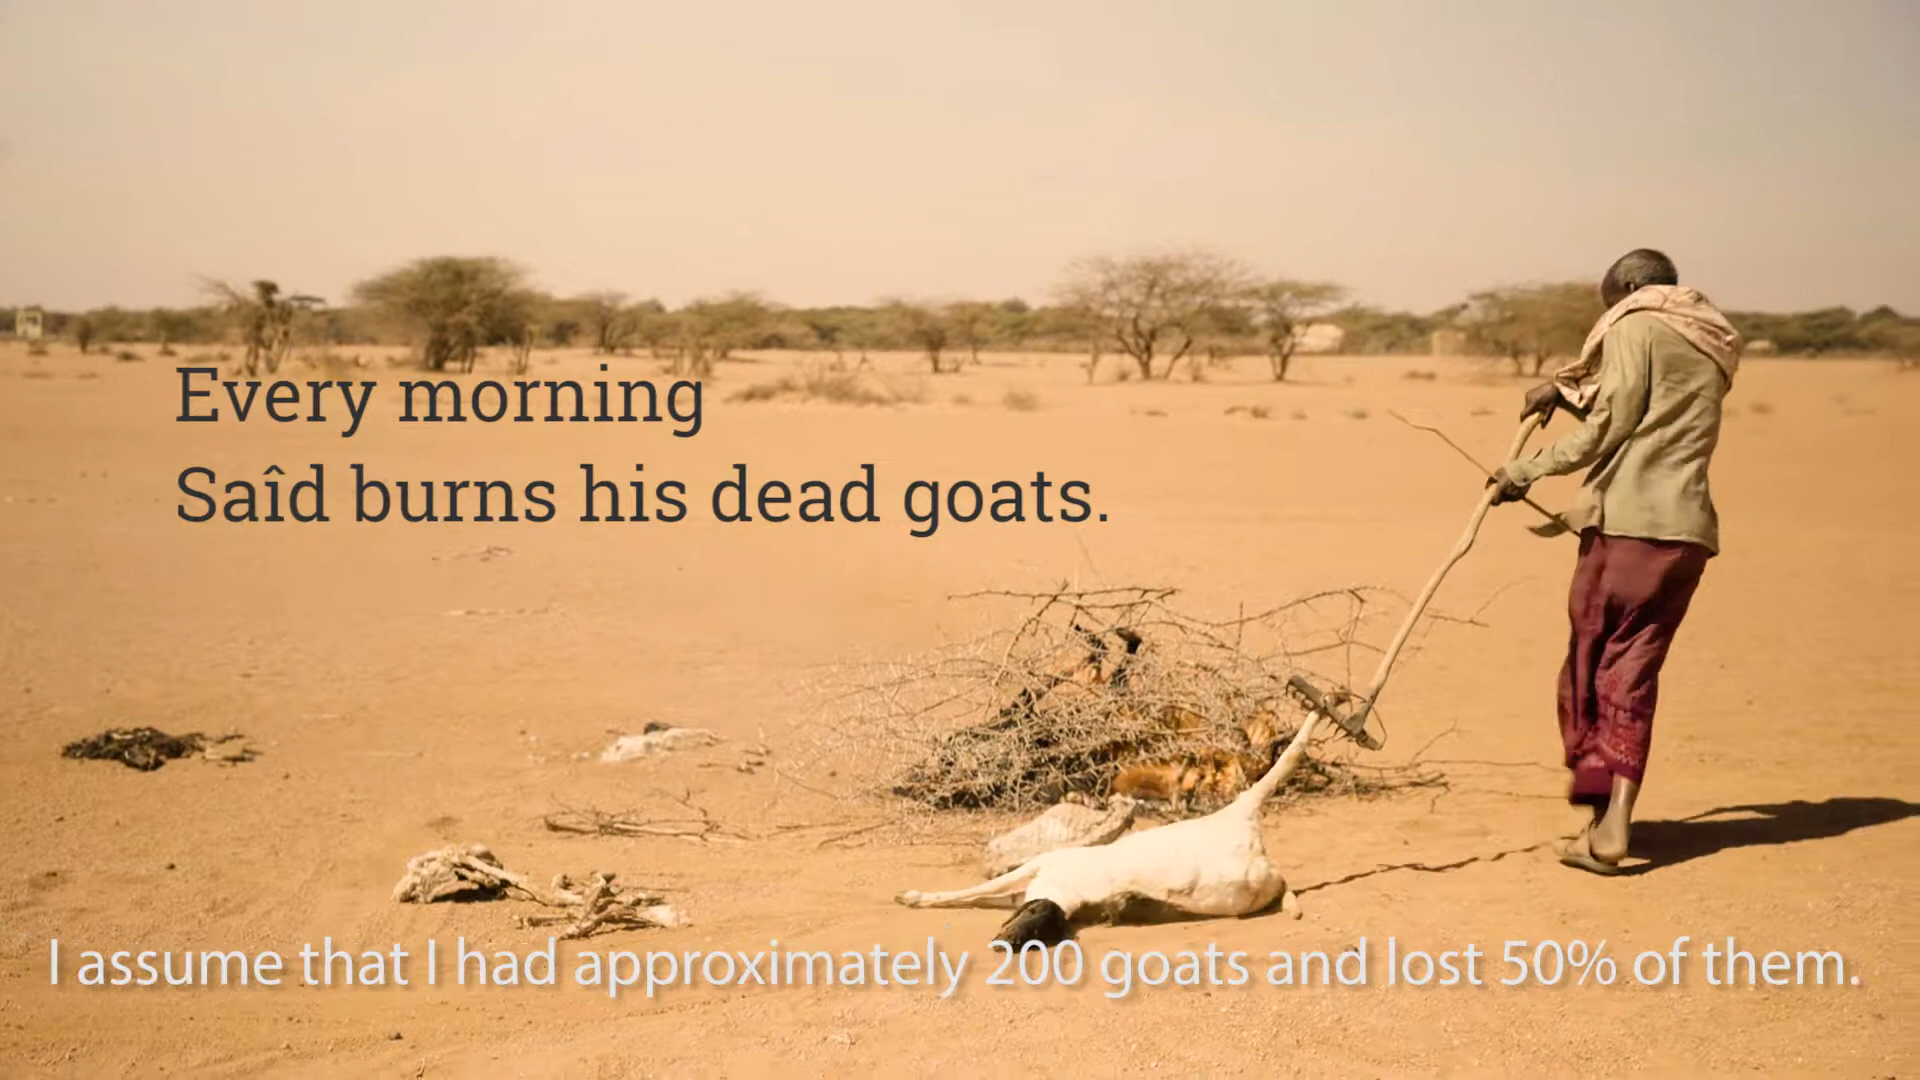 Every morning
Saîd burns his dead goats.
I assume that I had approximately 200 goats and lost 50% of them.